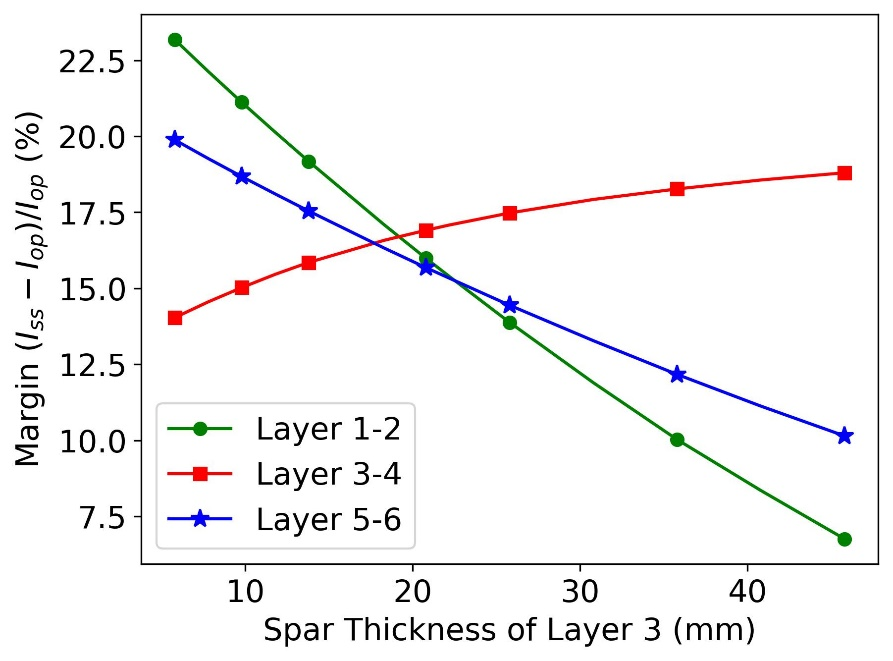 Margin (I_ss − I_op)/I_op (%)
22.5
20.0
17.5
15.0
12.5
10.0
7.5
Layer 1-2
Layer 3-4
Layer 5-6
10 20 30 40
Spar Thickness of Layer 3 (mm)